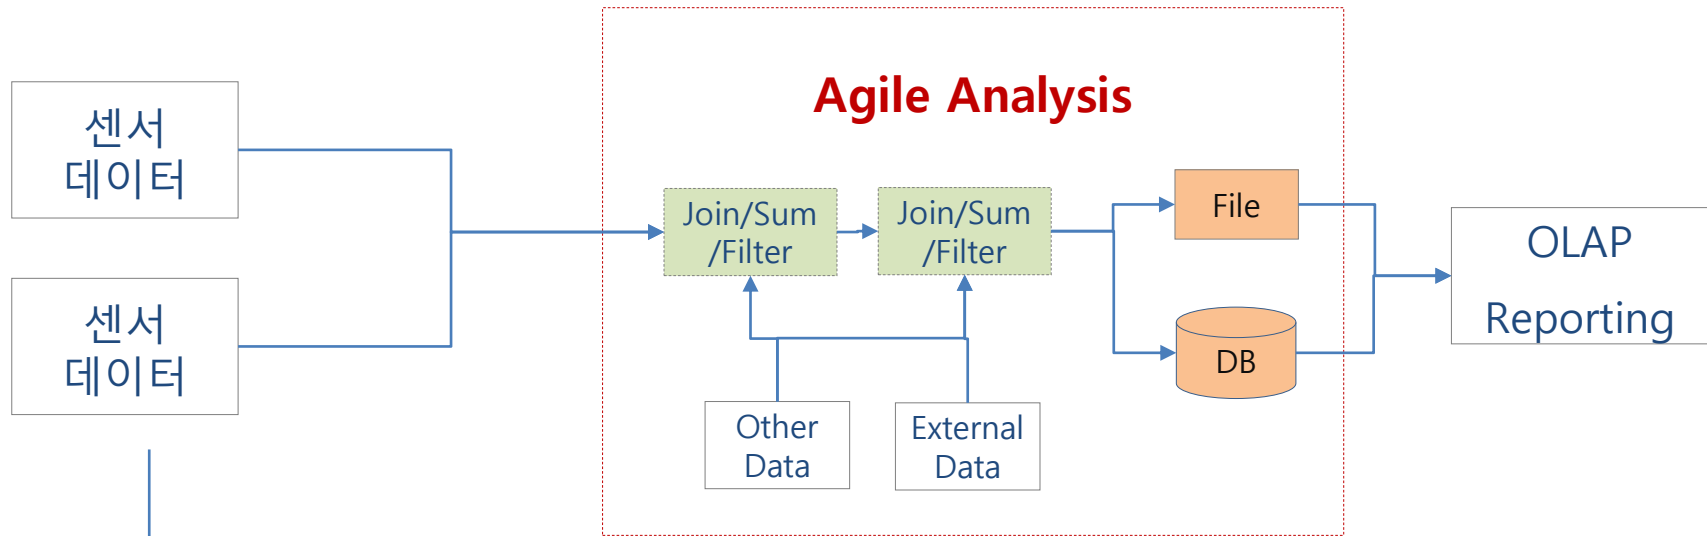 Agile Analysis
센서
데이터
센서
데이터
Join/Sum
/Filter
Join/Sum
/Filter
File
DB
Other
Data
External
Data
OLAP
Reporting